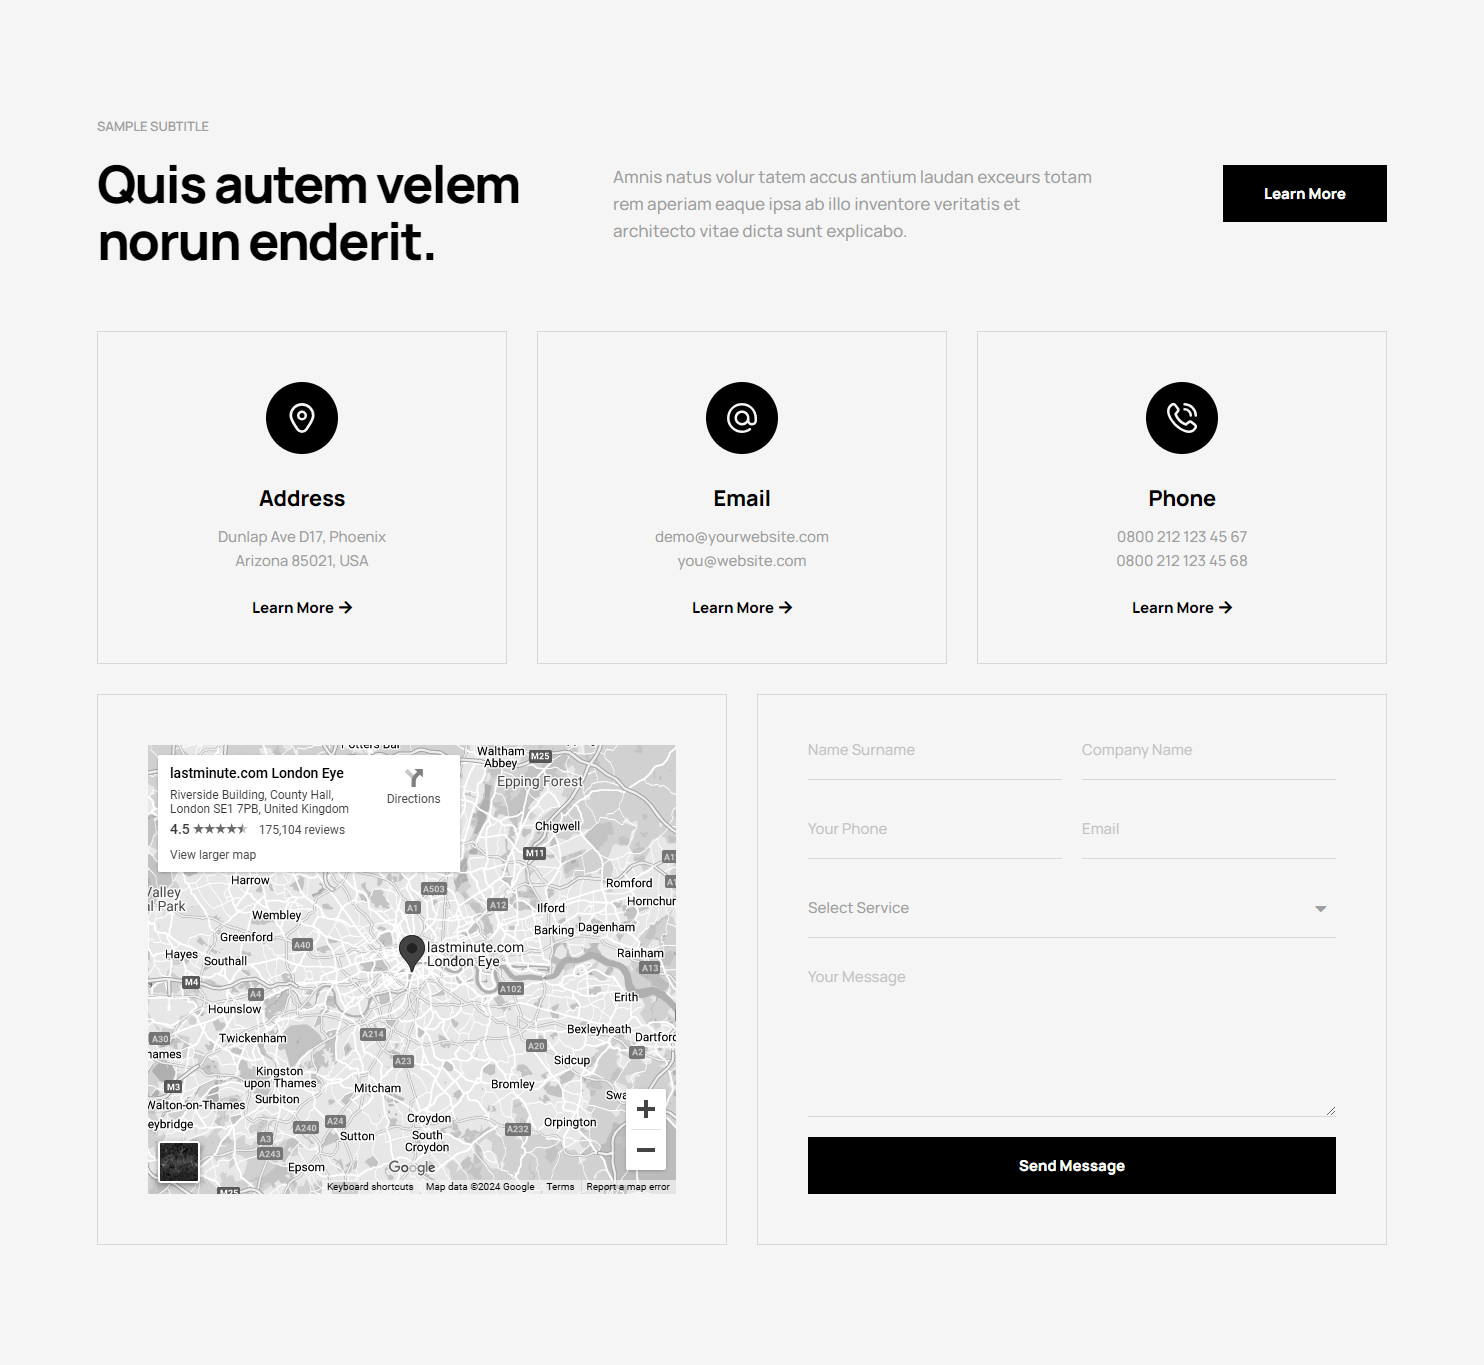 SAMPLE SUBTITLE
Quis autem velem
norun enderit.
Amnis natus volur tatem accus antium laudan exceurs totam
rem aperiam eaque ipsa ab illo inventore veritatis et
architecto vitae dicta sunt explicabo.
Learn More
Address
Dunlap Ave D17, Phoenix
Arizona 85021, USA
Learn More
Email
demo@yourwebsite.com
you@website.com
Learn More
Phone
0800 212 123 45 67
0800 212 123 45 68
Learn More
lastminute.com London Eye
Riverside Building, County Hall,
London SE1 7PB, United Kingdom
4.5
175,104 reviews
View larger map
Directions
Potters Bar
Waltham
Abbey
M25
Epping Forest
Chigwell
M11
A1
Harrow
A503
Romford
A1
Valley
al Park
A1
A12
Ilford
Hornchur
Wembley
Barking
Dagenham
Greenford
A40
lastminute.com
London Eye
Hayes
Southall
Rainham
A13
M4
A4
A102
Erith
Hounslow
Bexleyheath
A30
Twickenham
A214
Dartford
hames
A23
A20
A2
Sidcup
Kingston
upon Thames
M3
Mitcham
Bromley
Surbiton
Swa
Walton-on-Thames
eybridge
A240
A24
Croydon
A232
Orpington
A3
Sutton
South
Croydon
A243
Epsom
Google
M25
Keyboard shortcuts
Map data ©2024 Google
Terms
Report a map error
Name Surname
Company Name
Your Phone
Email
Select Service
Your Message
Send Message